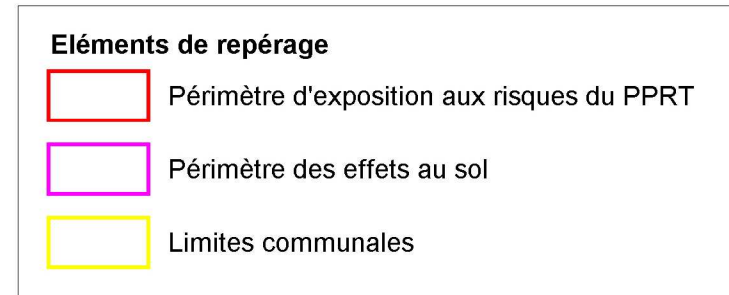 Eléments de repérage
Périmètre d'exposition aux risques du PPRT
Périmètre des effets au sol
Limites communales